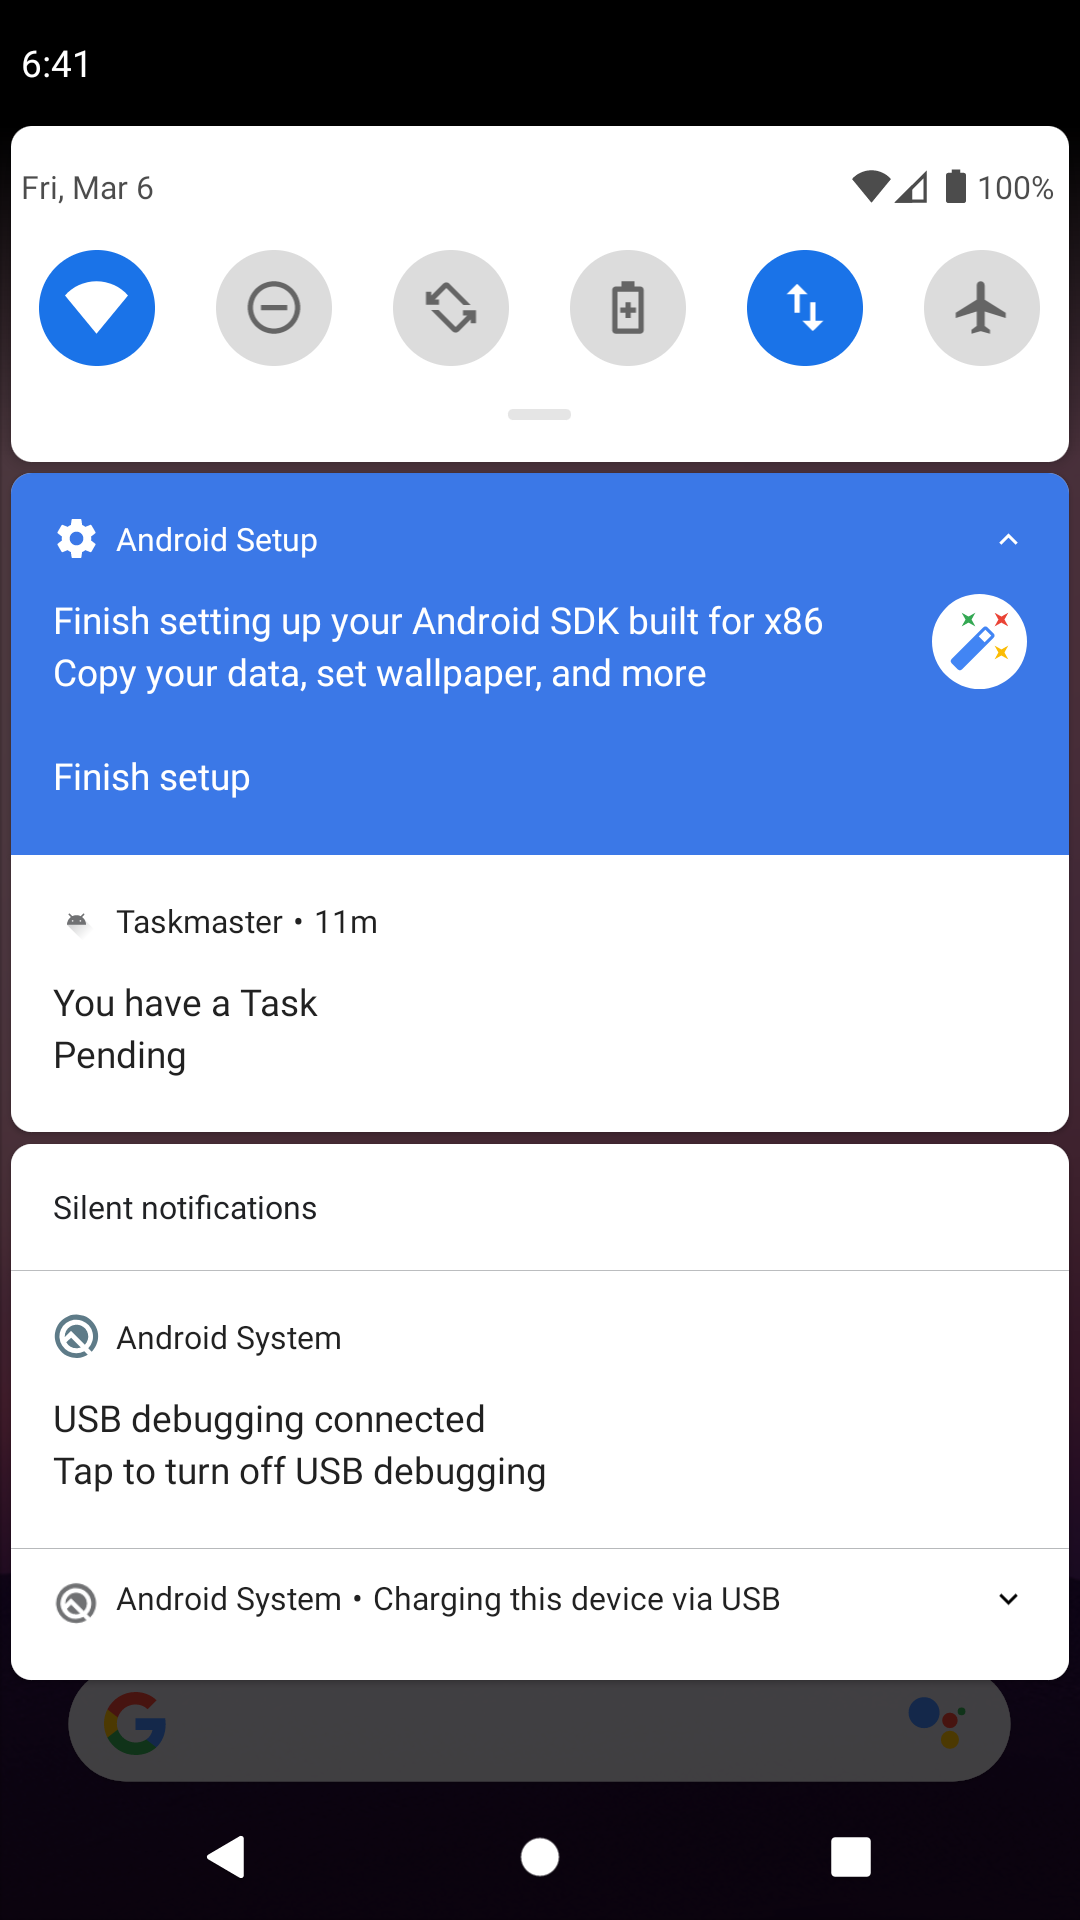 6:41
Fri, Mar 6
100%
Android Setup
Finish setting up your Android SDK built for x86
Copy your data, set wallpaper, and more
Finish setup
Taskmaster • 11m
You have a Task
Pending
Silent notifications
Android System
USB debugging connected
Tap to turn off USB debugging
Android System • Charging this device via USB